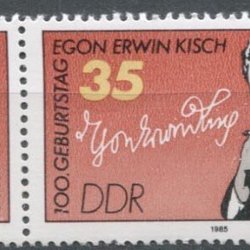 EGON ERWIN KISCH
100. GEBURTSTAG
35
DDR
1985